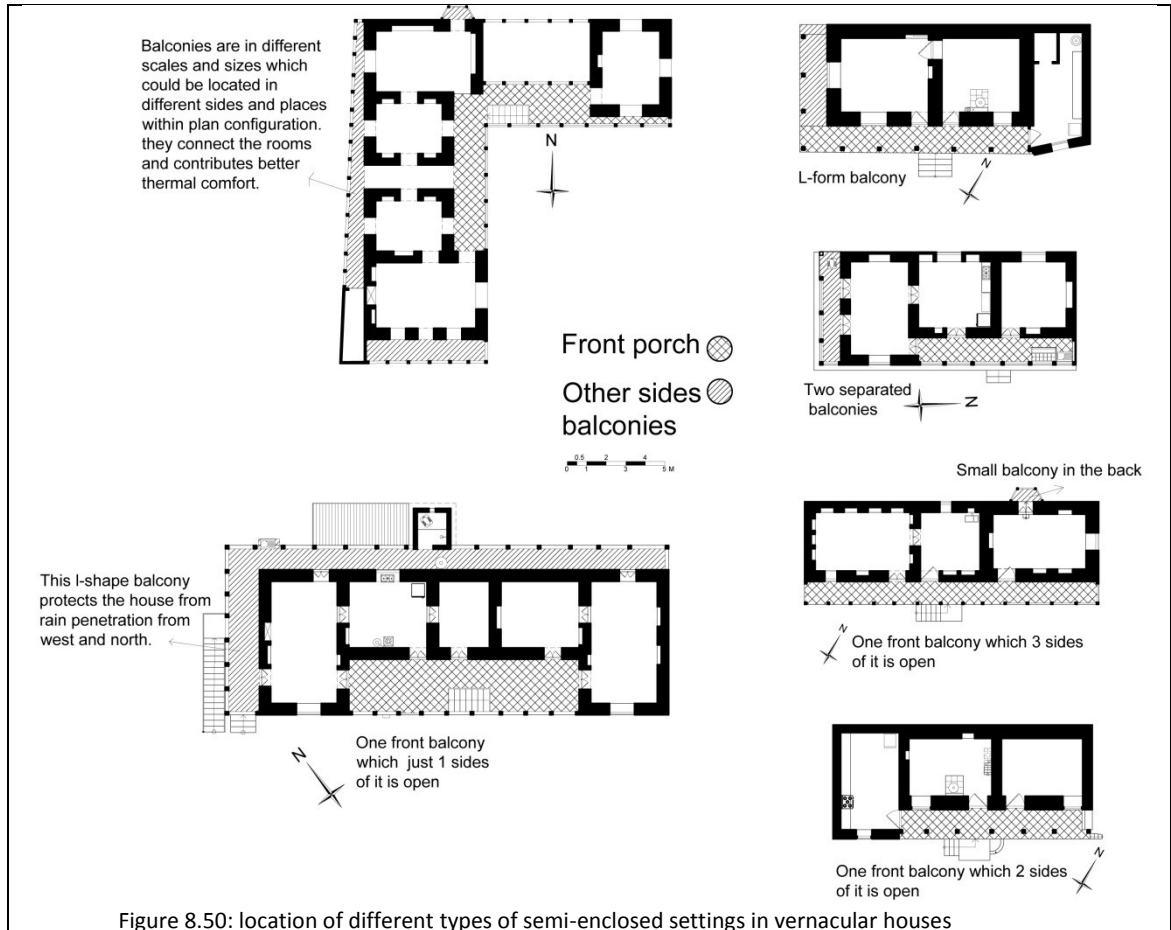 Balconies are in different
scales and sizes which
could be located in
different sides and places
within plan configuration.
they connect the rooms
and contributes better
thermal comfort.
N
N
L-form balcony
Front porch
Other sides
balconies
0.5 2 4
0 1 3 5 M
Two separated
balconies
N
Small balcony in the back
This l-shape balcony
protects the house from
rain penetration from
west and north.
N
One front balcony which 3 sides
of it is open
N
One front balcony
which just 1 sides
of it is open
N
One front balcony which 2 sides
of it is open
Figure 8.50: location of different types of semi-enclosed settings in vernacular houses